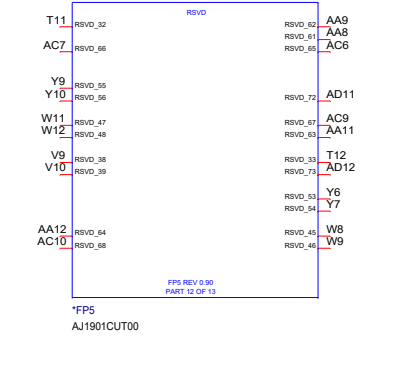 RSVD
T11 RSVD_32 RSVD_62 AA9
RSVD_61 AA8
AC7 RSVD_66 RSVD_65 AC6
Y9 RSVD_55
Y10 RSVD_56 RSVD_72 AD11
W11 RSVD_47 RSVD_67 AC9
W12 RSVD_48 RSVD_63 AA11
V9 RSVD_38 RSVD_33 T12
V10 RSVD_39 RSVD_73 AD12
RSVD_53 Y6
RSVD_54 Y7
AA12 RSVD_64 RSVD_45 W8
AC10 RSVD_68 RSVD_46 W9
FP5 REV 0.90
PART 12 OF 13
*FP5
AJ1901CUT00